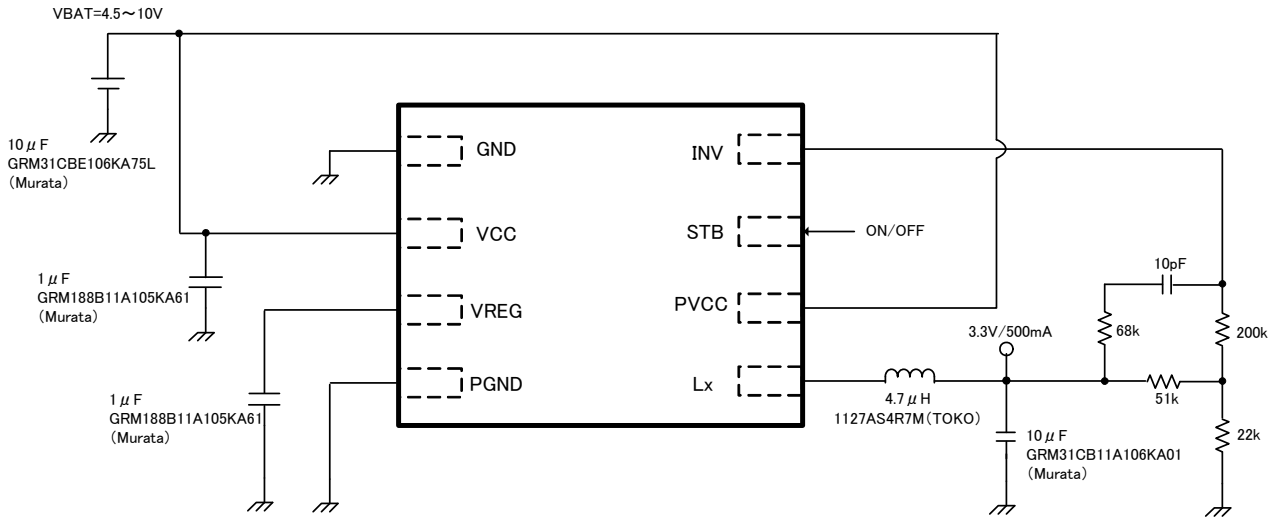 VBAT=4.5～10V
10μF
GRM31CBE106KA75L
(Murata)
GND
VCC
VREG
PGND
INV
STB
PVCC
Lx
ON/OFF
1μF
GRM188B11A105KA61
(Murata)
1μF
GRM188B11A105KA61
(Murata)
4.7μH
1127AS4R7M(TOKO)
3.3V/500mA
10μF
GRM31CB11A106KA01
(Murata)
10pF
68k
200k
51k
22k